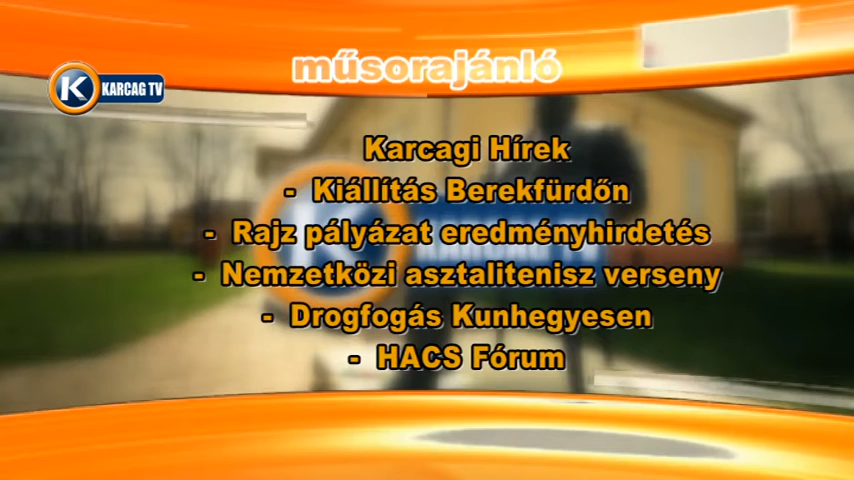 műsorajánló
K KARCAG TV
Karcagi Hírek
- Kiállítás Berekfürdőn
- Rajz pályázat eredményhirdetés
- Nemzetközi asztalitenisz verseny
- Drogfogás Kunhegyesen
- HACS Fórum